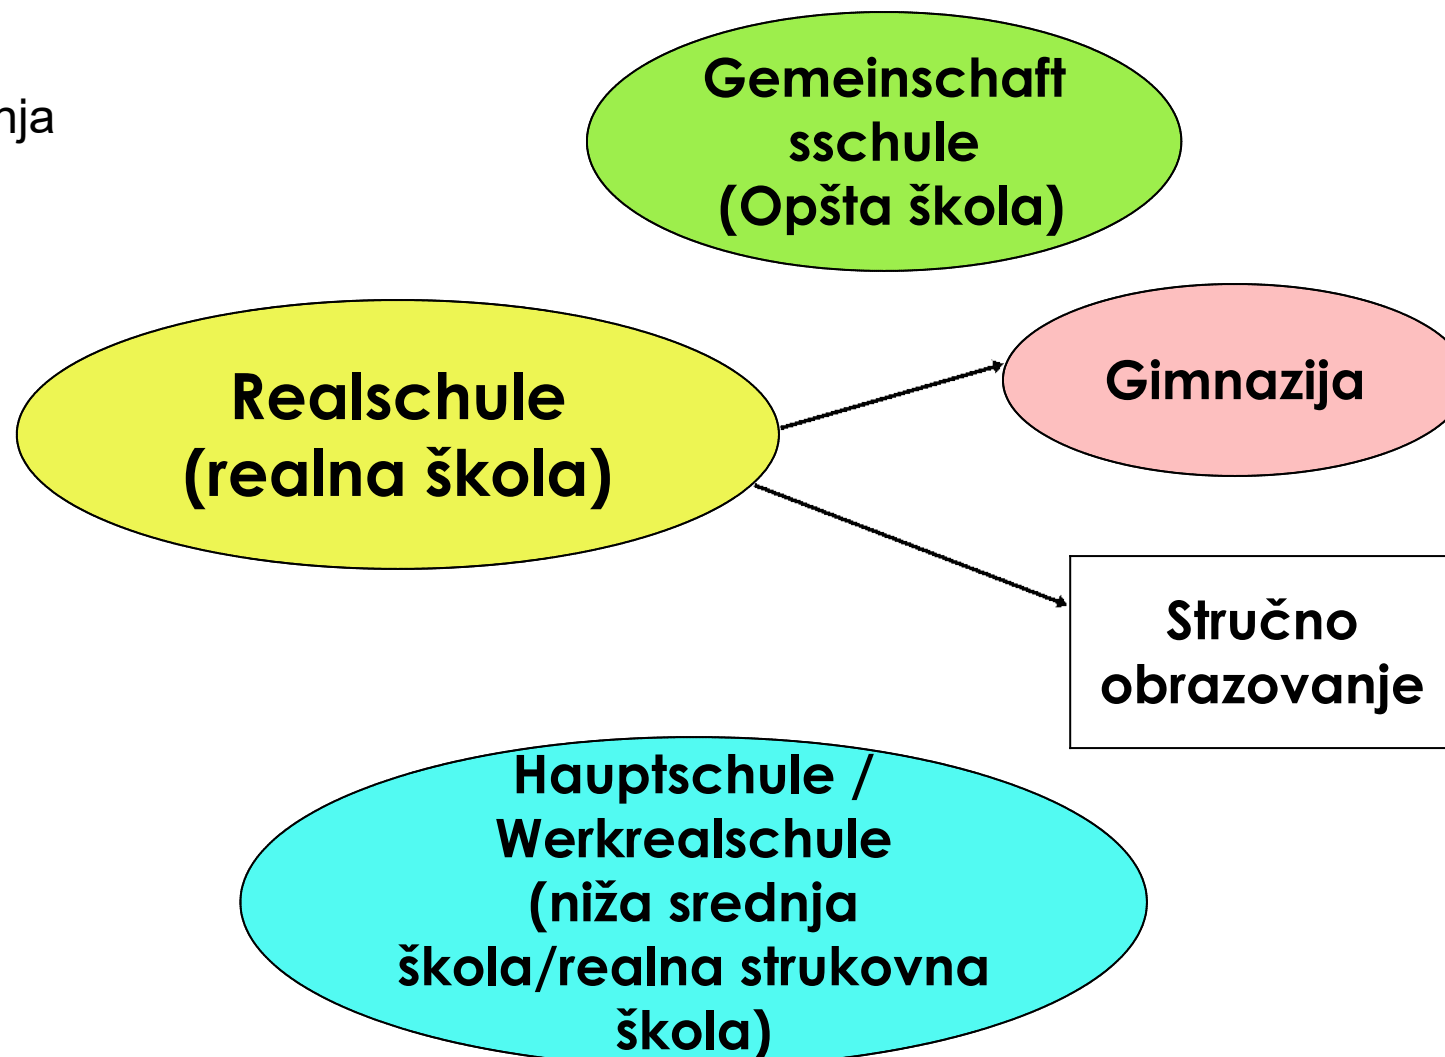 nja
Gemeinschaft
sschule
(Opšta škola)
Realschule
(realna škola)
Gimnazija
Stručno
obrazovanje
Hauptschule /
Werkrealschule
(niža srednja
škola/realna strukovna
škola)